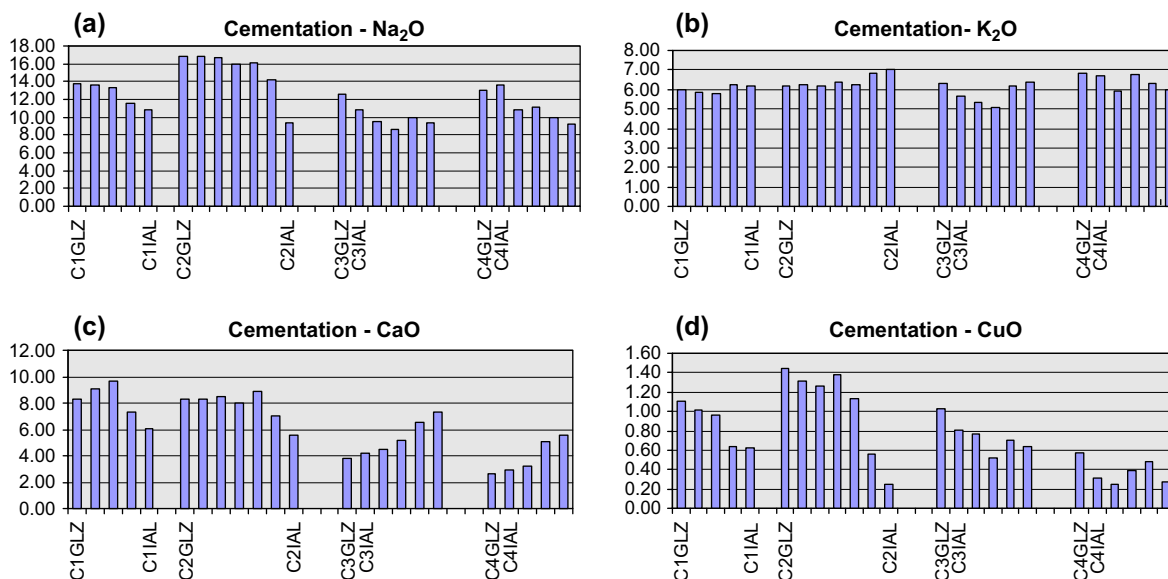 (a)
Cementation - Na₂O
18.00
16.00
14.00
12.00
10.00
8.00
6.00
4.00
2.00
0.00
C1GLZ
C1IAL
C2GLZ
C2IAL
C3GLZ
C3IAL
C4GLZ
C4IAL
(b)
Cementation- K₂O
8.00
7.00
6.00
5.00
4.00
3.00
2.00
1.00
0.00
C1GLZ
C1IAL
C2GLZ
C2IAL
C3GLZ
C3IAL
C4GLZ
C4IAL
(c)
Cementation - CaO
12.00
10.00
8.00
6.00
4.00
2.00
0.00
C1GLZ
C1IAL
C2GLZ
C2IAL
C3GLZ
C3IAL
C4GLZ
C4IAL
(d)
Cementation - CuO
1.60
1.40
1.20
1.00
0.80
0.60
0.40
0.20
0.00
C1GLZ
C1IAL
C2GLZ
C2IAL
C3GLZ
C3IAL
C4GLZ
C4IAL